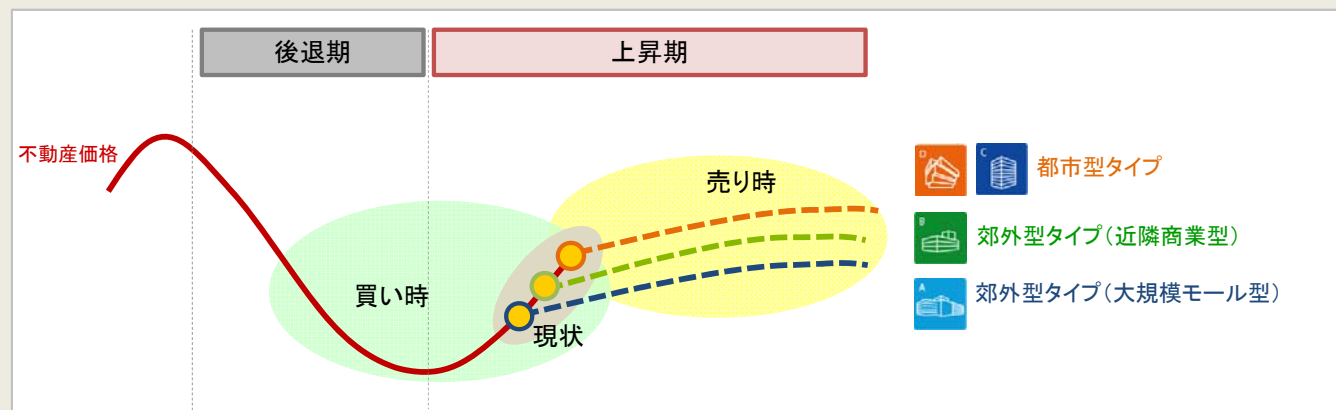 後退期
上昇期
不動産価格
売り時
買い時
現状
D
C
都市型タイプ
B
郊外型タイプ(近隣商業型)
A
郊外型タイプ(大規模モール型)